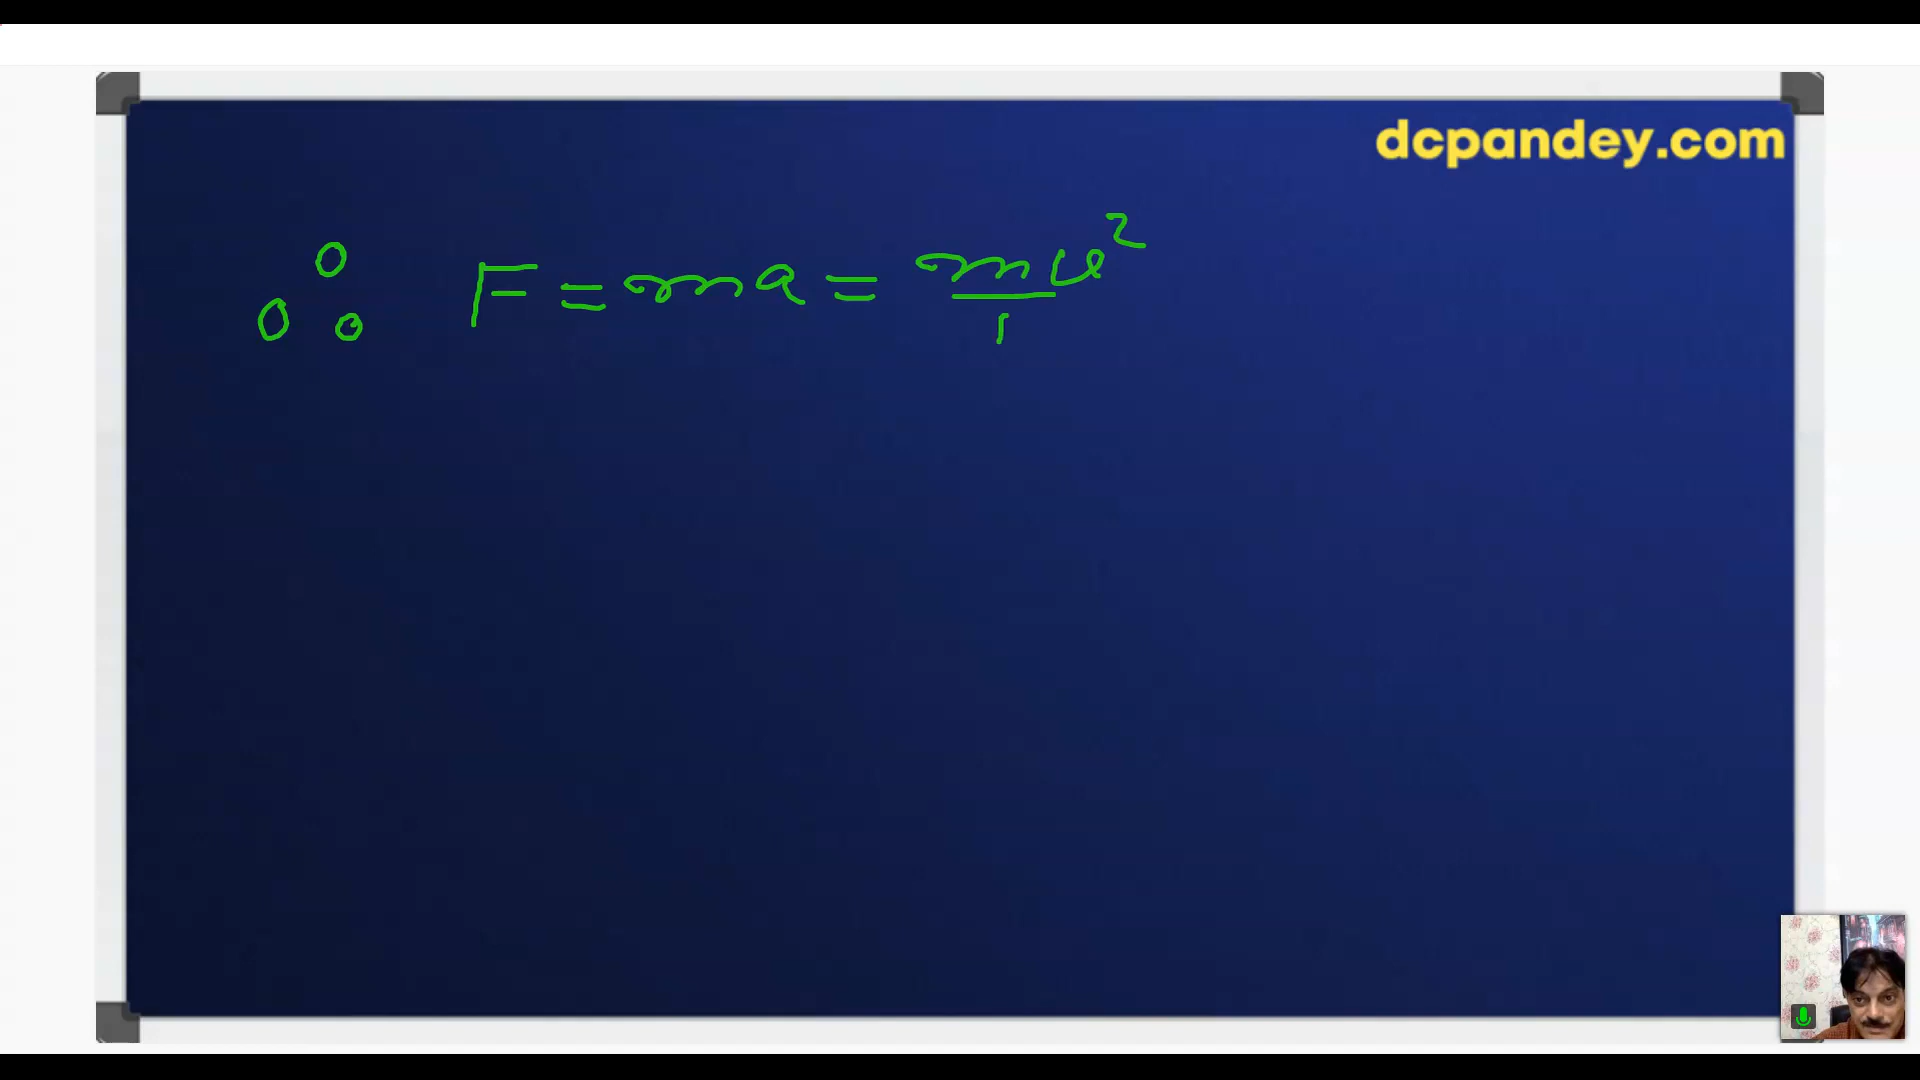 dcpandey.com
∴ F = ma = mv²/r